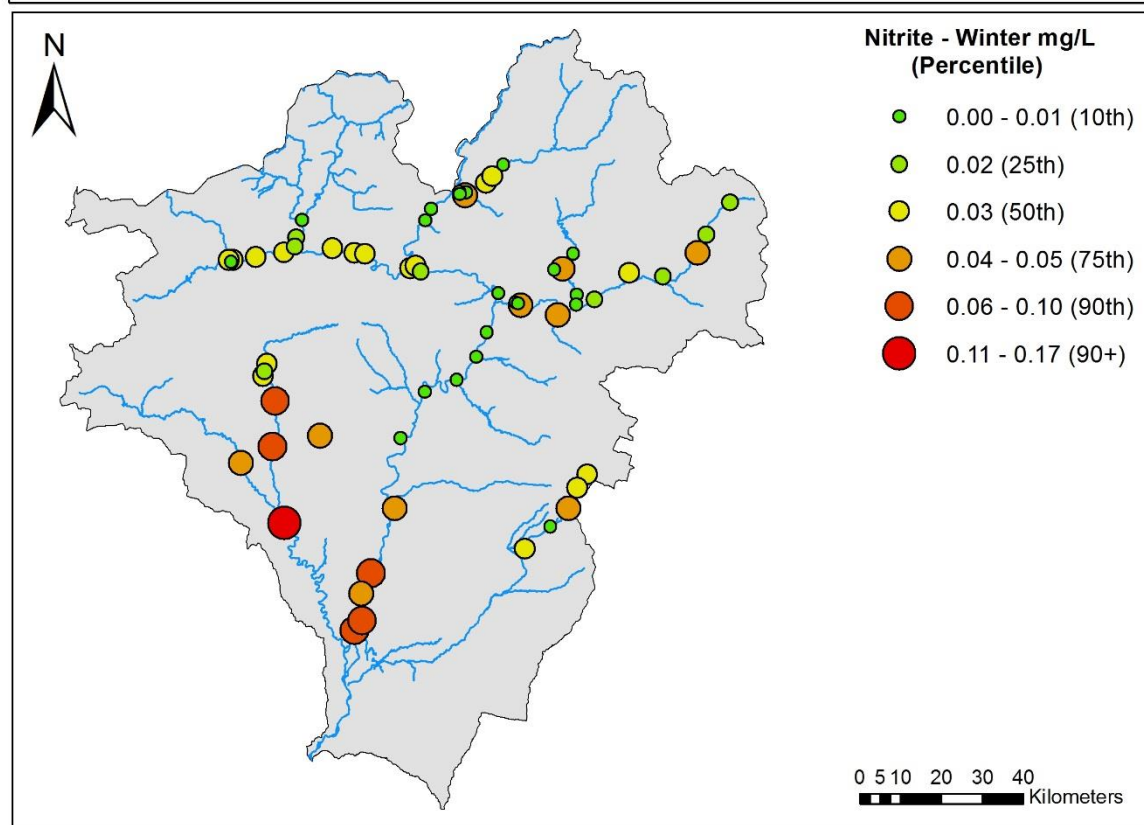 N
Nitrite - Winter mg/L
(Percentile)
0.00 - 0.01 (10th)
0.02 (25th)
0.03 (50th)
0.04 - 0.05 (75th)
0.06 - 0.10 (90th)
0.11 - 0.17 (90+)
0 5 10 20 30 40
Kilometers